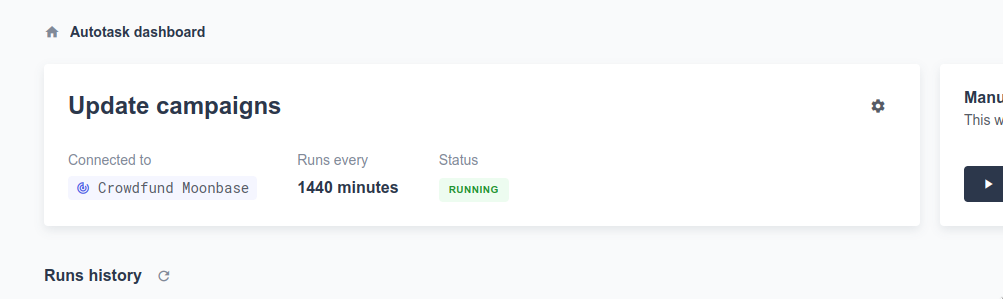 Autotask dashboard
Update campaigns
Connected to
Crowdfund Moonbase
Runs every
1440 minutes
Status
RUNNING
Manu
This w
Runs history